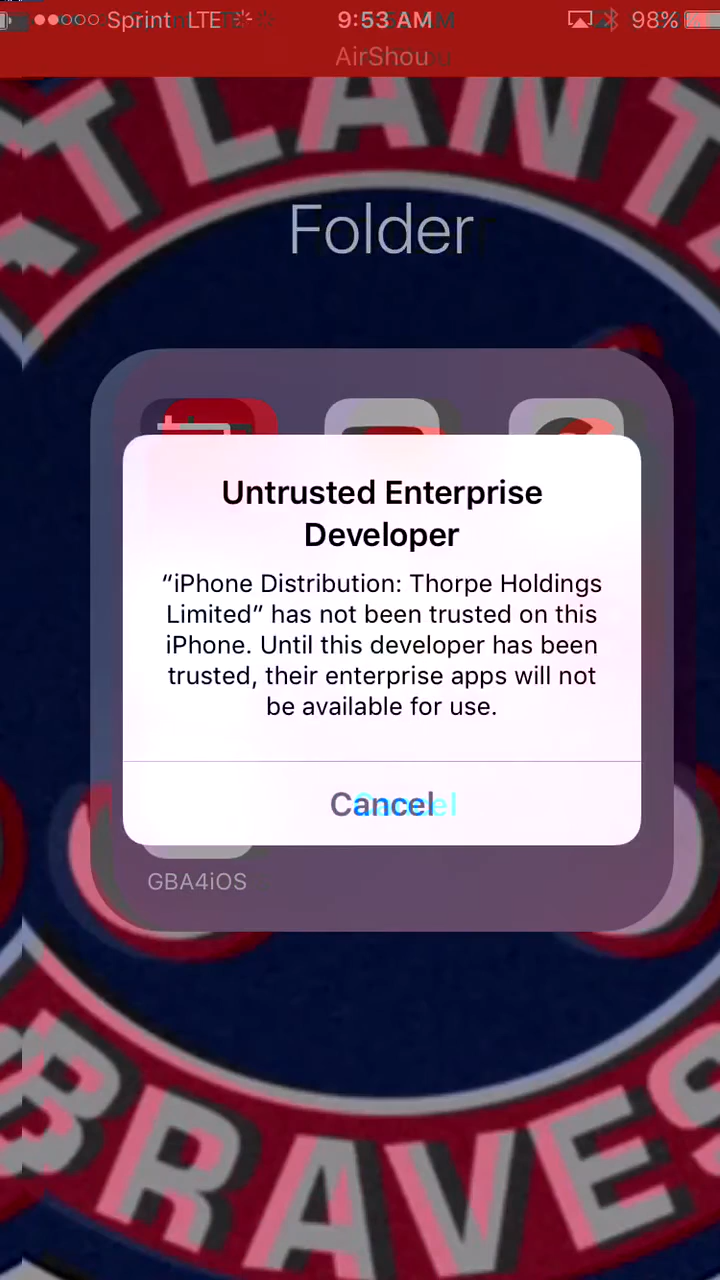 Sprint LTE 9:53 AM 98%
AirShou
ATLANTA
Folder
Untrusted Enterprise
Developer
“iPhone Distribution: Thorpe Holdings
Limited” has not been trusted on this
iPhone. Until this developer has been
trusted, their enterprise apps will not
be available for use.
Cancel
GBA4iOS
BRAVES